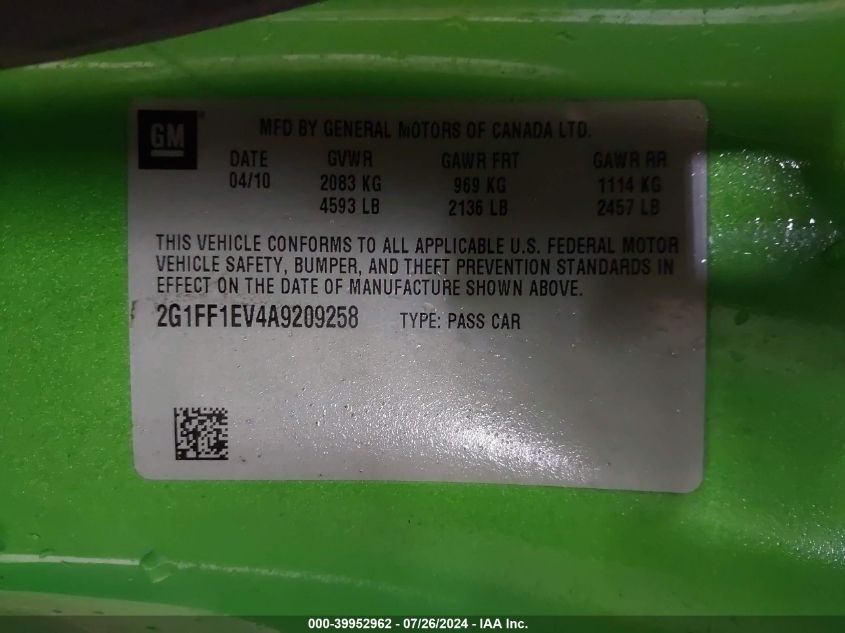 GM
MFD BY GENERAL MOTORS OF CANADA LTD.
DATE GVWR GAWR FRT GAWR RR
04/10 2083 KG 969 KG 1114 KG
4593 LB 2136 LB 2457 LB
THIS VEHICLE CONFORMS TO ALL APPLICABLE U.S. FEDERAL MOTOR
VEHICLE SAFETY, BUMPER, AND THEFT PREVENTION STANDARDS IN
EFFECT ON THE DATE OF MANUFACTURE SHOWN ABOVE.
2G1FF1EV4A9209258 TYPE: PASS CAR
000-39952962 - 07/26/2024 - IAA Inc.